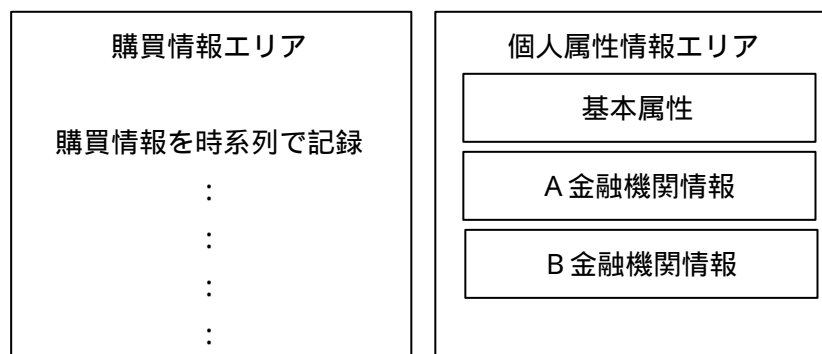 購買情報エリア
購買情報を時系列で記録
:
:
:
:
個人属性情報エリア
基本属性
A金融機関情報
B金融機関情報